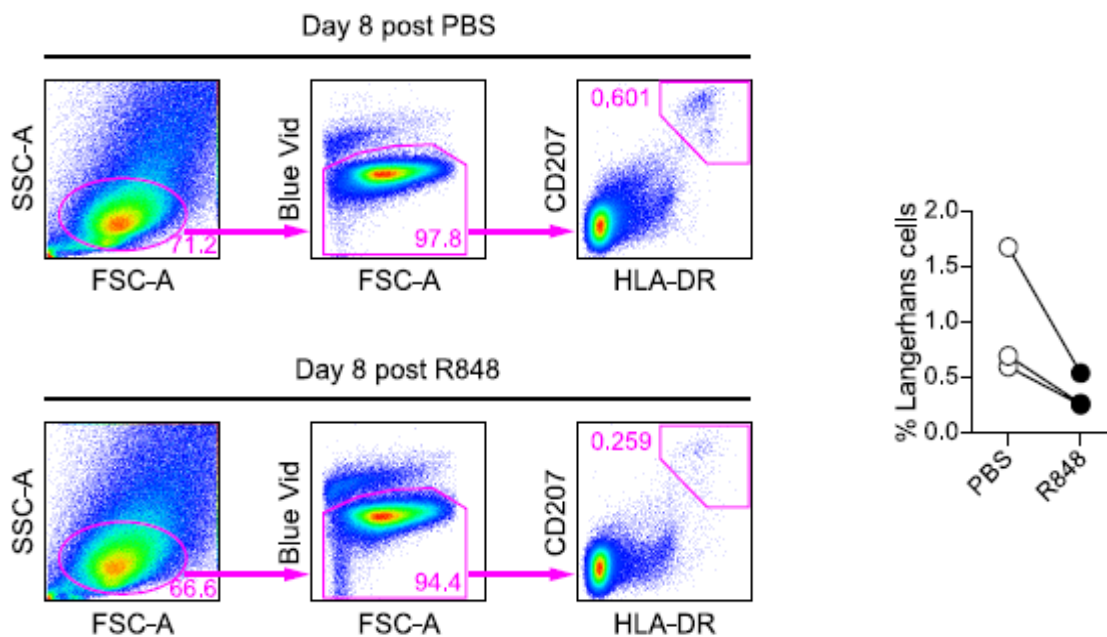 Day 8 post PBS
SSC-A
71.2
FSC-A
Blue Vid
97.8
FSC-A
CD207
0,601
HLA-DR
Day 8 post R848
SSC-A
66.6
FSC-A
Blue Vid
94.4
FSC-A
CD207
0.259
HLA-DR
% Langerhans cells
2.0
1.5
1.0
0.5
0.0
PBS
R848